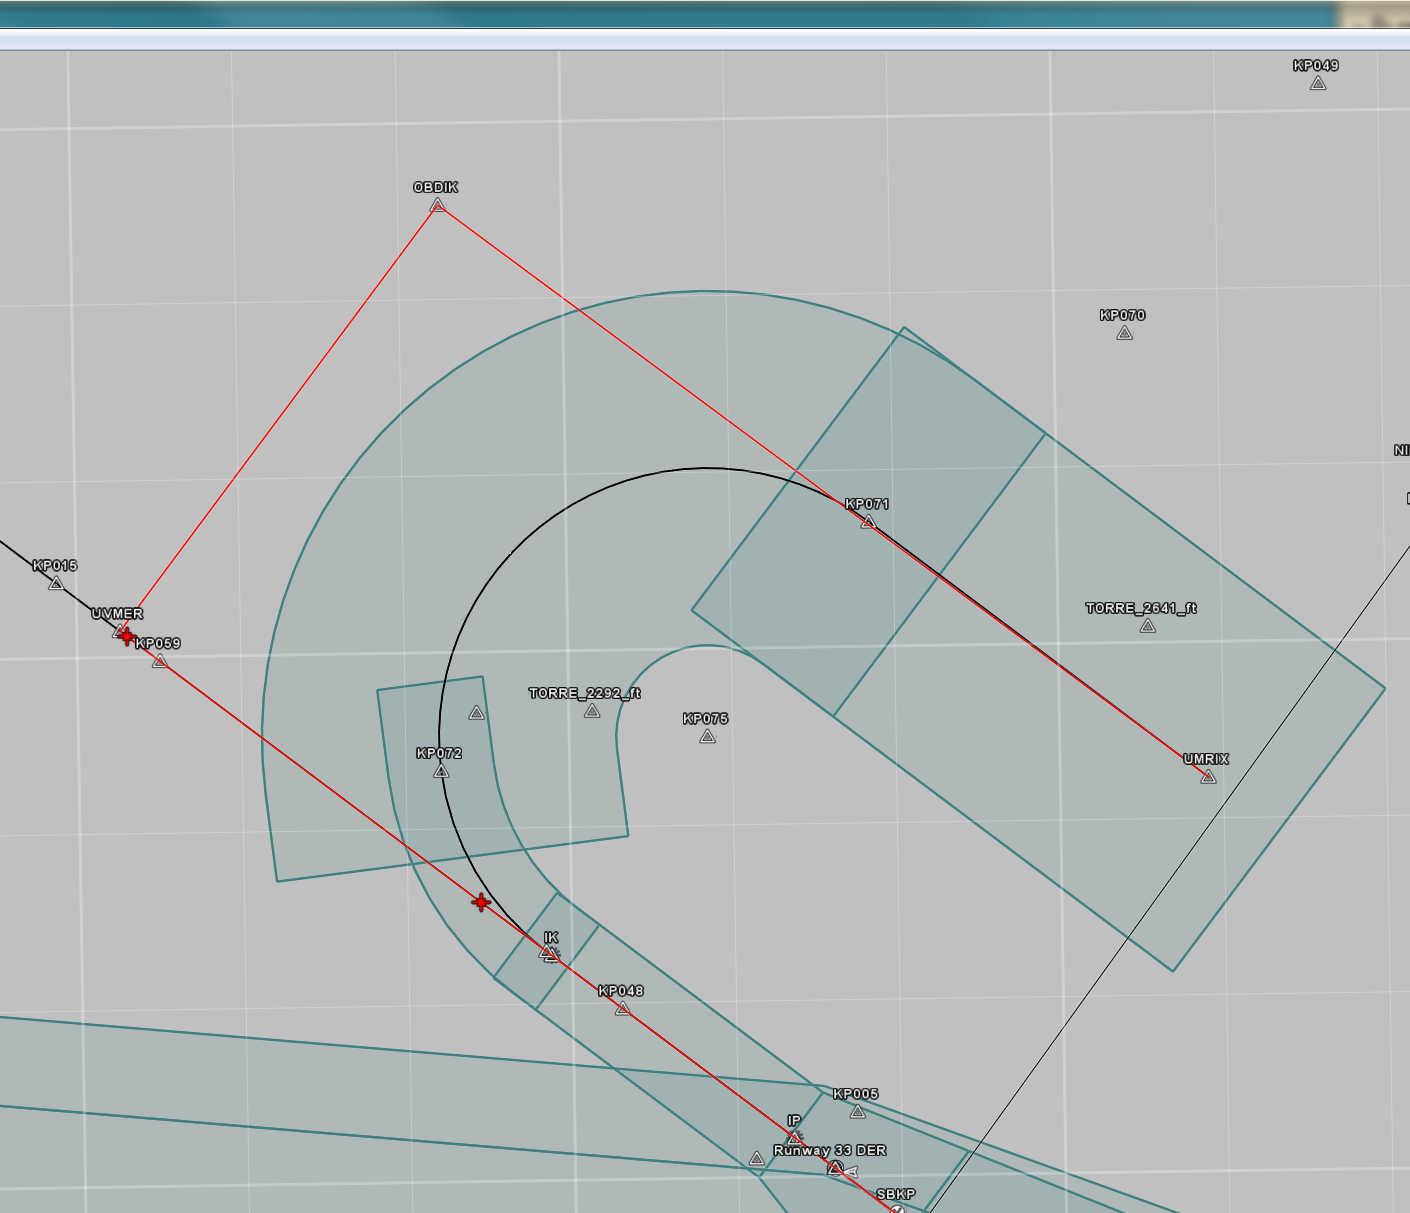 KP049
OBDIK
KP070
KP071
KP015
UVMER
KP059
TORRE_2641_ft
TORRE_2292_ft
KP075
KP072
UMRIX
IK
KP048
KP005
IP
Runway 33 DER
SBKP